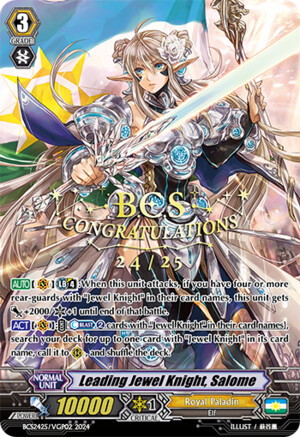 3
GRADE
BCS
CONGRATULATIONS
24/25
AUTO LB 4 :When this unit attacks, if you have four or more
rear-guards with "Jewel Knight" in their card names, this unit gets
+2000/ +1 until end of battle.
ACT [ BLAST 2 cards with "Jewel Knight" in their card names],
search your deck for up to one card with "Jewel Knight" in its card
name, call it to , and shuffle the deck.
NORMAL
UNIT
Leading Jewel Knight, Salome
POWER 10000 1
CRITICAL
Royal Paladin
Elf
BCS2425/VGP02 2024
ILLUST /